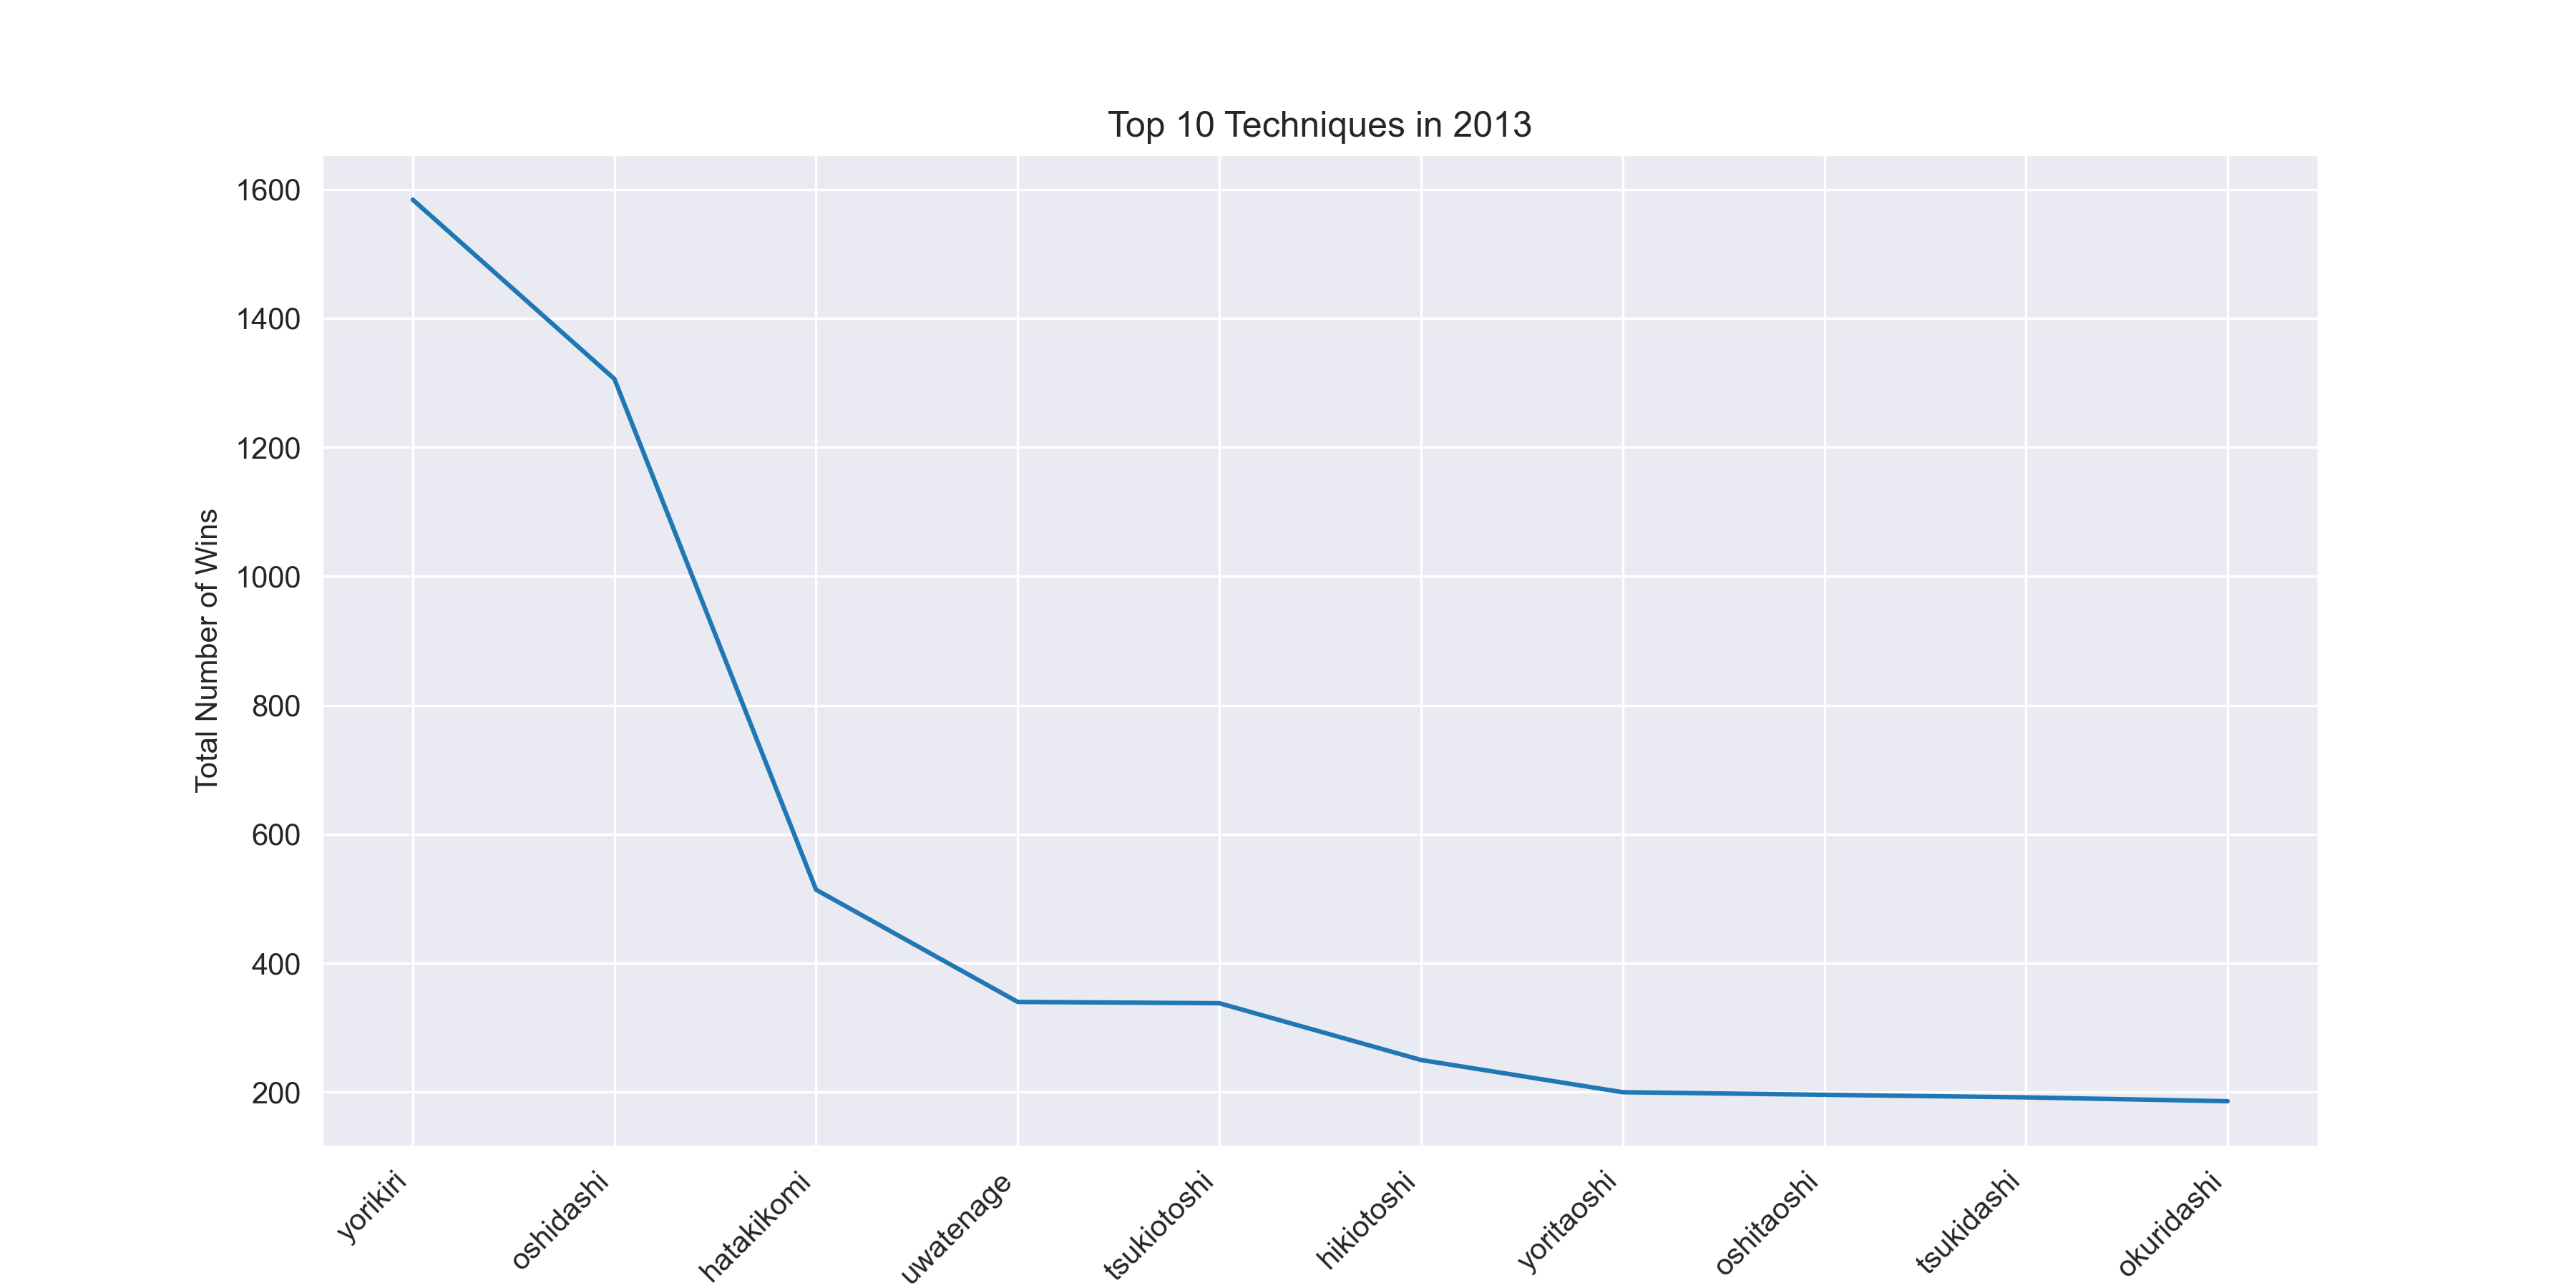 Top 10 Techniques in 2013
Total Number of Wins
1600
1400
1200
1000
800
600
400
200
yorikiri
oshidashi
hatakikomi
uwatenage
tsukiotoshi
hikiotoshi
yoritaoshi
oshitaoshi
tsukidashi
okuridashi